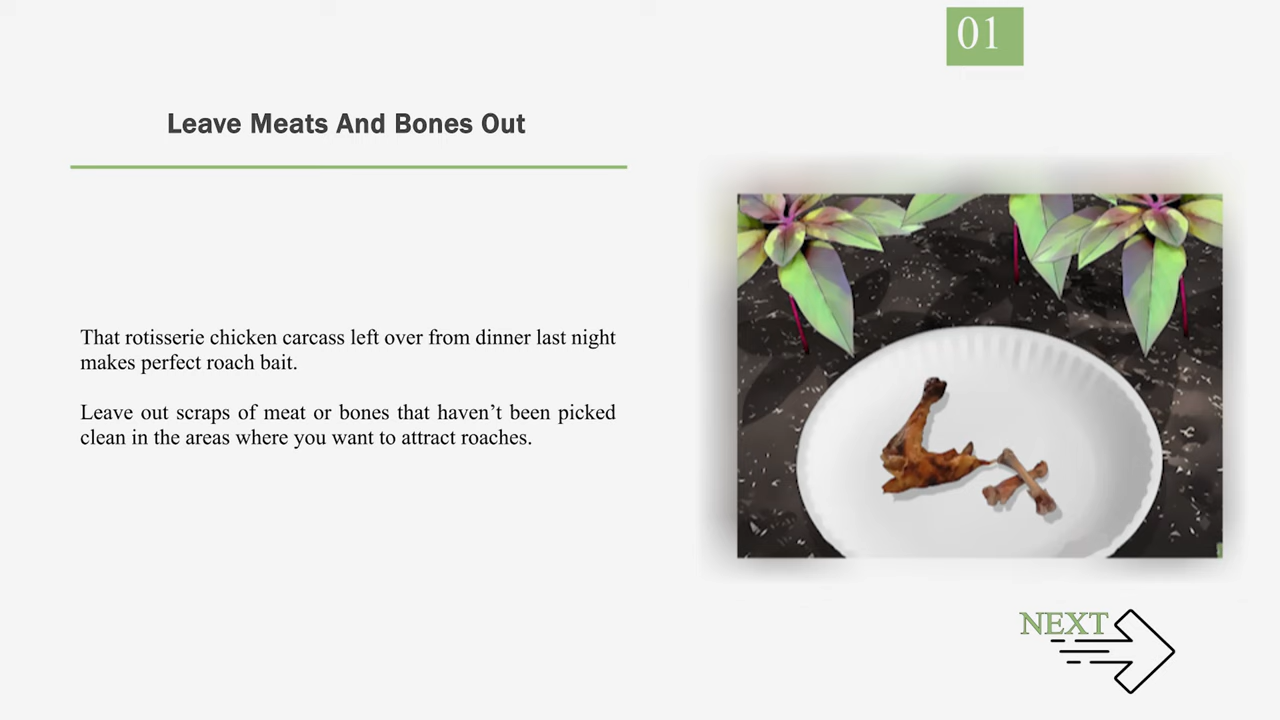 01
Leave Meats And Bones Out
That rotisserie chicken carcass left over from dinner last night
makes perfect roach bait.
Leave out scraps of meat or bones that haven’t been picked
clean in the areas where you want to attract roaches.
NEXT